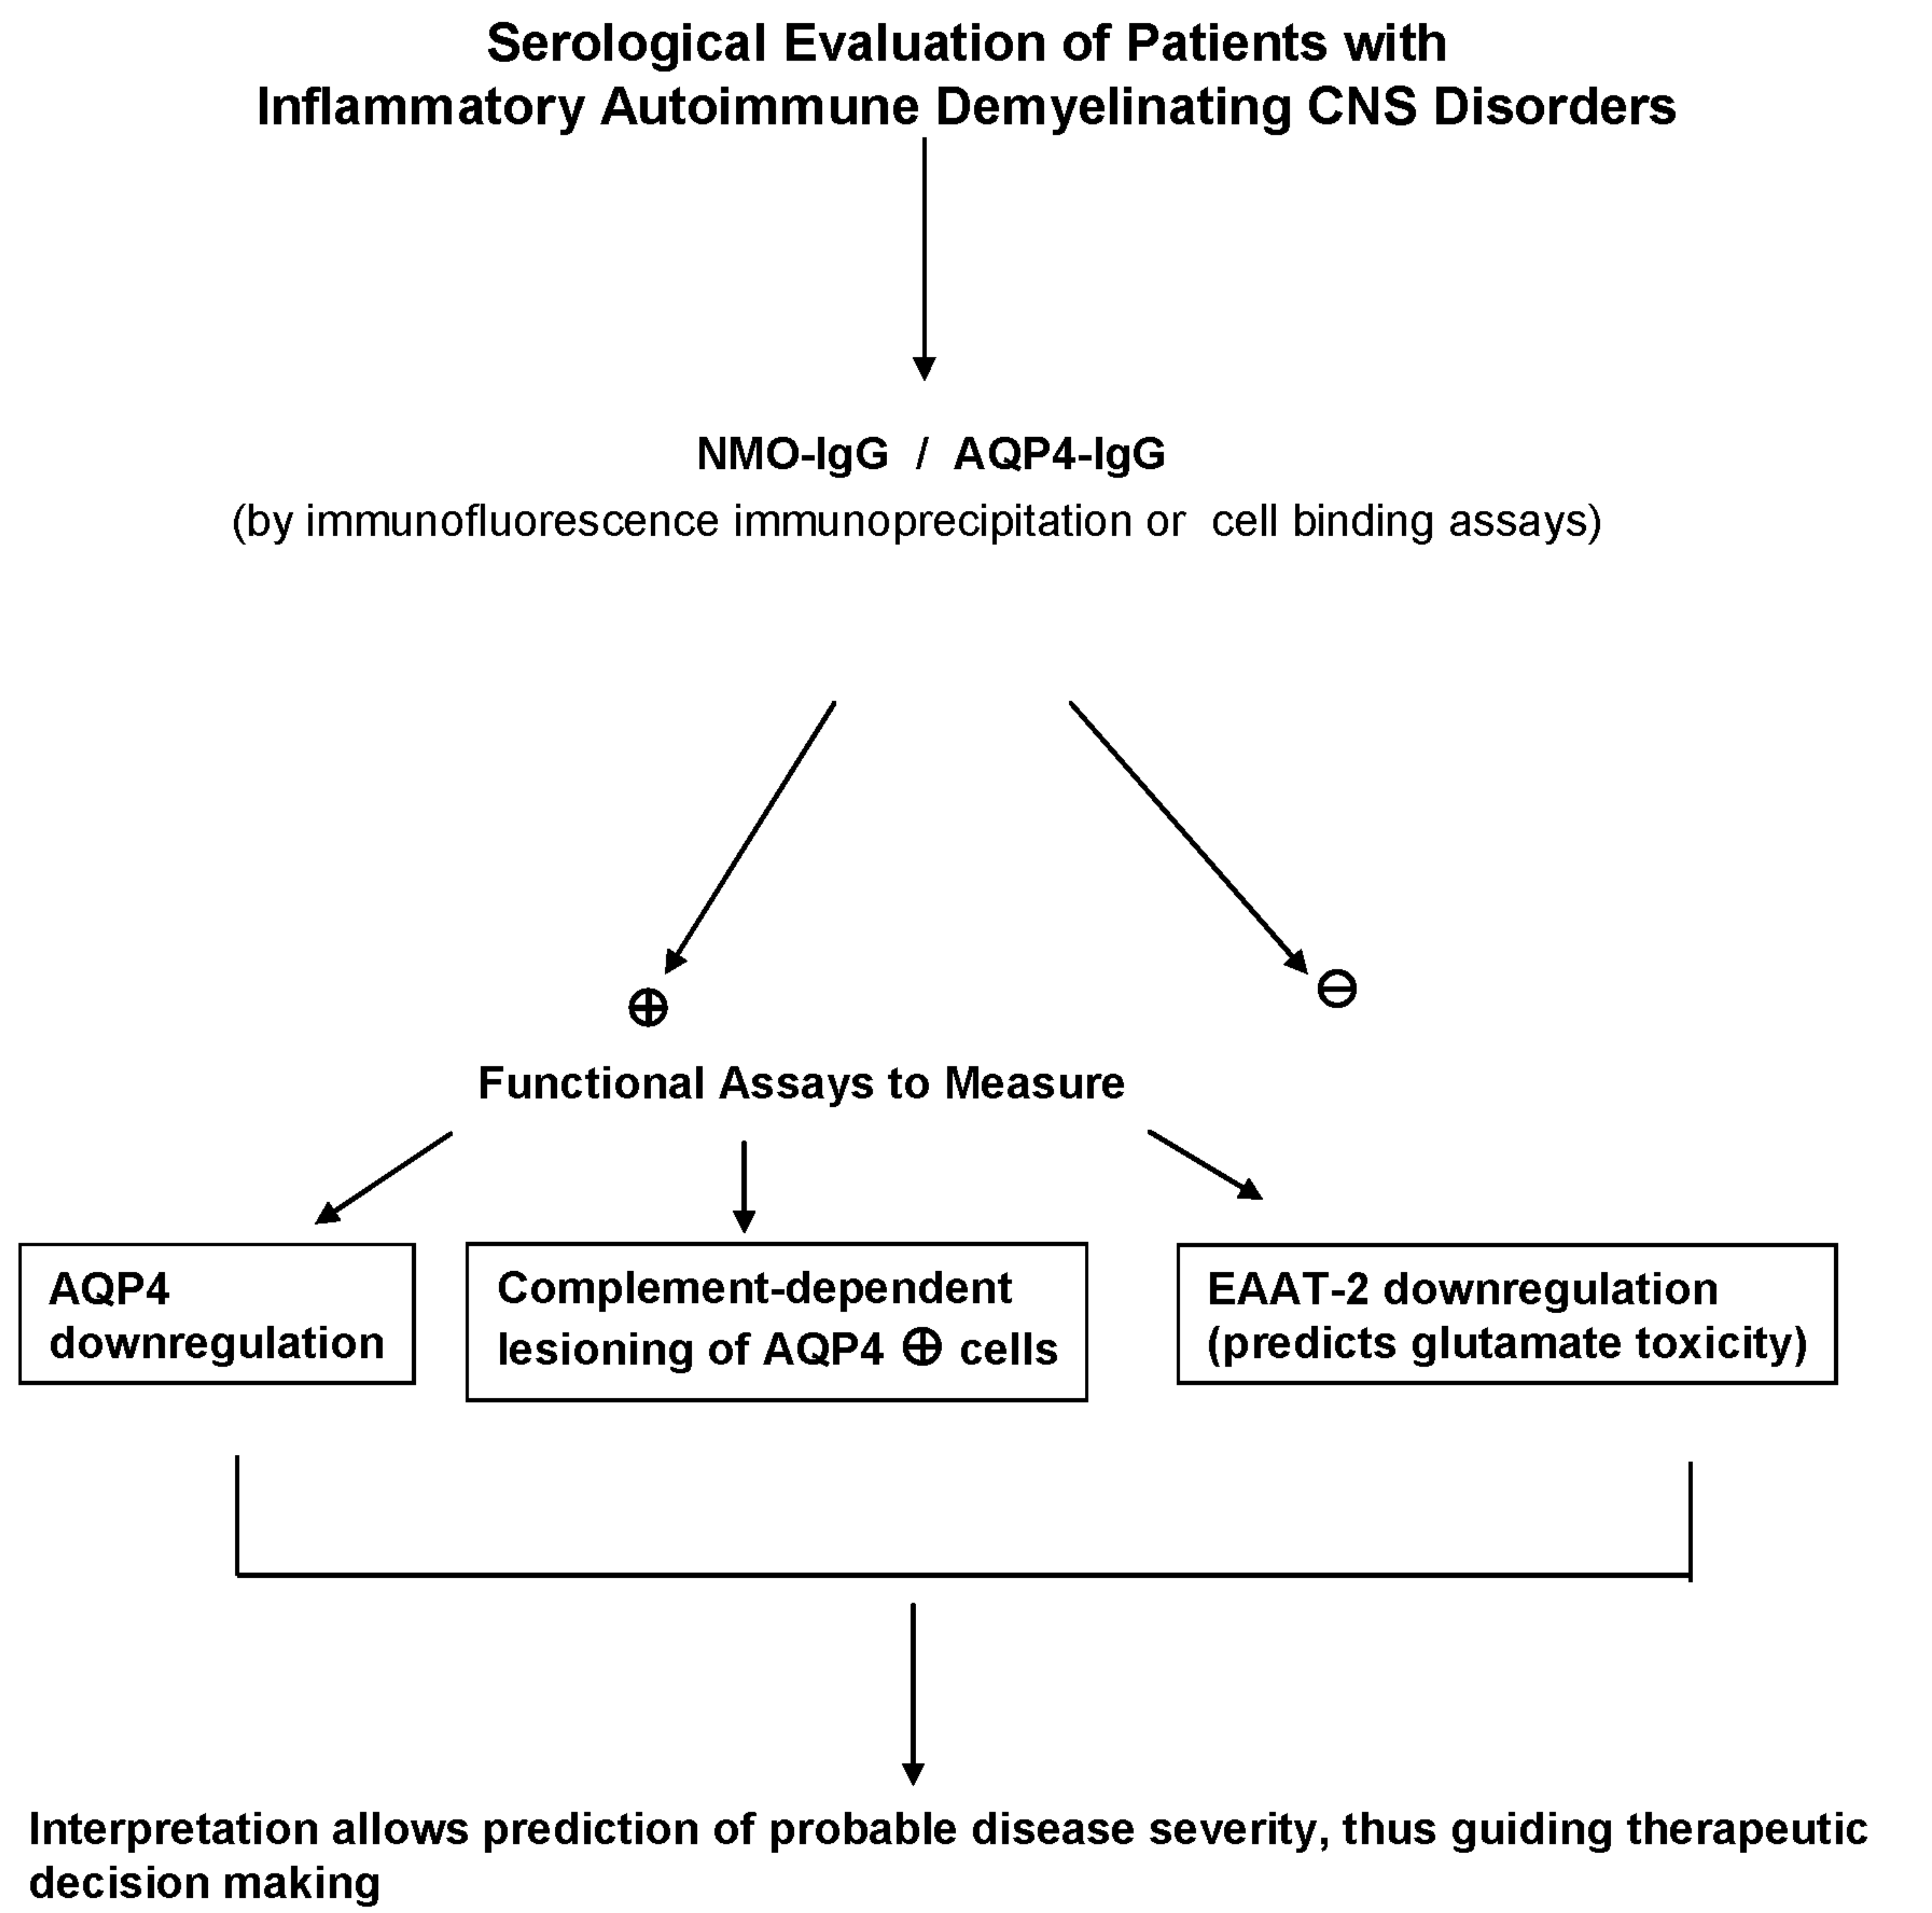 Serological Evaluation of Patients with
Inflammatory Autoimmune Demyelinating CNS Disorders
NMO-IgG / AQP4-IgG
(by immunofluorescence immunoprecipitation or cell binding assays)
⊕
⊖
Functional Assays to Measure
AQP4
downregulation
Complement-dependent
lesioning of AQP4 ⊕ cells
EAAT-2 downregulation
(predicts glutamate toxicity)
Interpretation allows prediction of probable disease severity, thus guiding therapeutic
decision making